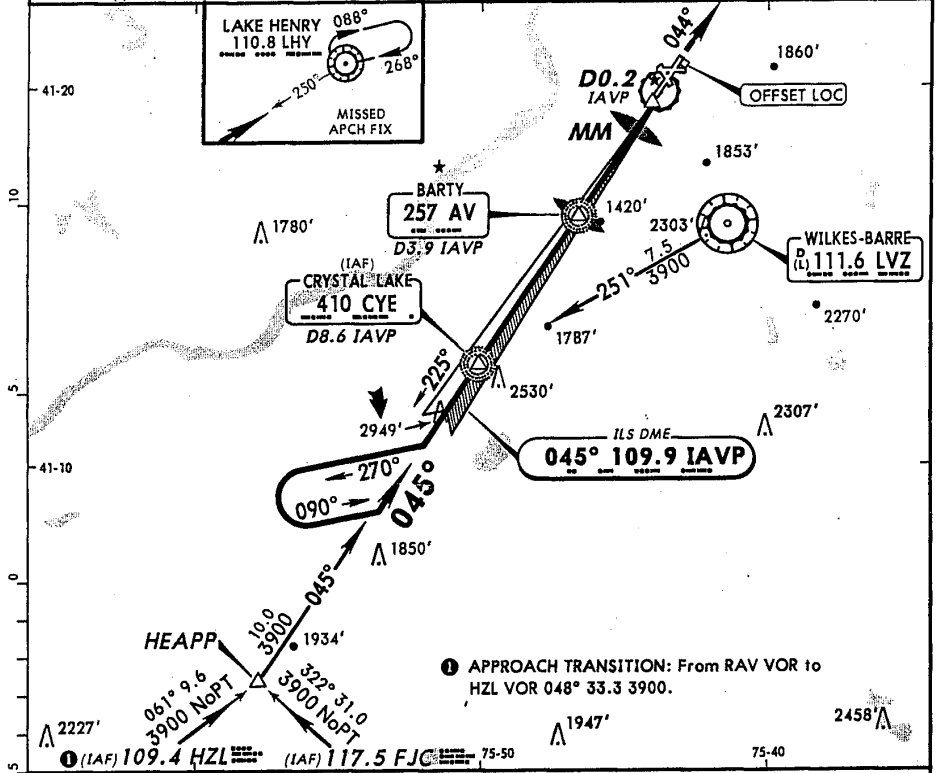 LAKE HENRY
110.8 LHY
088°
268°
250°
MISSED
APCH FIX
044°
1860'
41-20
D0.2
IAVP
OFFSET LOC
MM
1853'
10
BARTY
257 AV
D3.9 IAVP
1420'
2303'
1780'
WILKES-BARRE
D
(L) 111.6 LVZ
7.5
251°
3900
(IAF)
CRYSTAL LAKE
410 CYE
D8.6 IAVP
1787'
2270'
225°
5
2530'
2949'
2307'
ILS DME
045° 109.9 IAVP
41-10
270°
090°
045°
1850'
0
045°
10.0
3900
1934'
HEAPP
1 APPROACH TRANSITION: From RAV VOR to
HZL VOR 048° 33.3 3900.
061° 9.6
3900 NoPT
322° 31.0
3900 NoPT
2227'
1947'
2458'
1 (IAF) 109.4 HZL
(IAF) 117.5 FJC
75-50
75-40
5